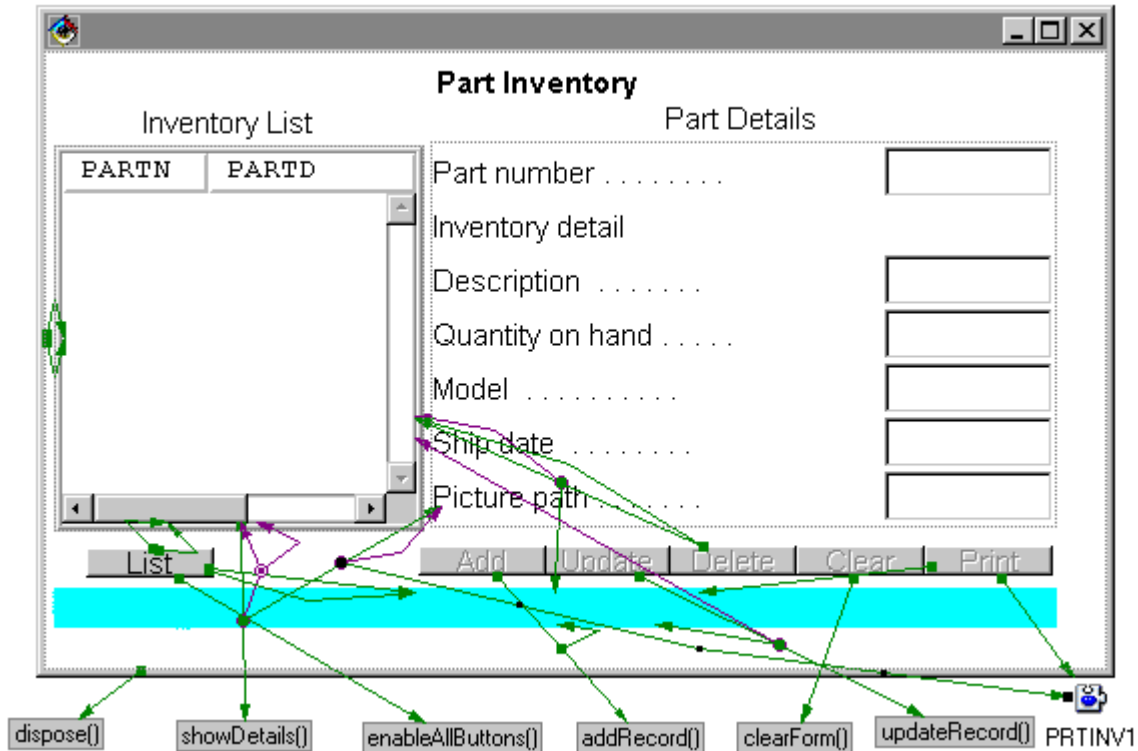 Part Inventory
Inventory List
Part Details
PARTN PARTD
Part number . . . . . . . .
Inventory detail
Description . . . . . . .
Quantity on hand . . . . .
Model . . . . . . . . . .
Ship date . . . . . . . .
Picture path . . . . . . .
List Add Update Delete Clear Print
dispose() showDetails() enableAllButtons() addRecord() clearForm() updateRecord() PRTINV1